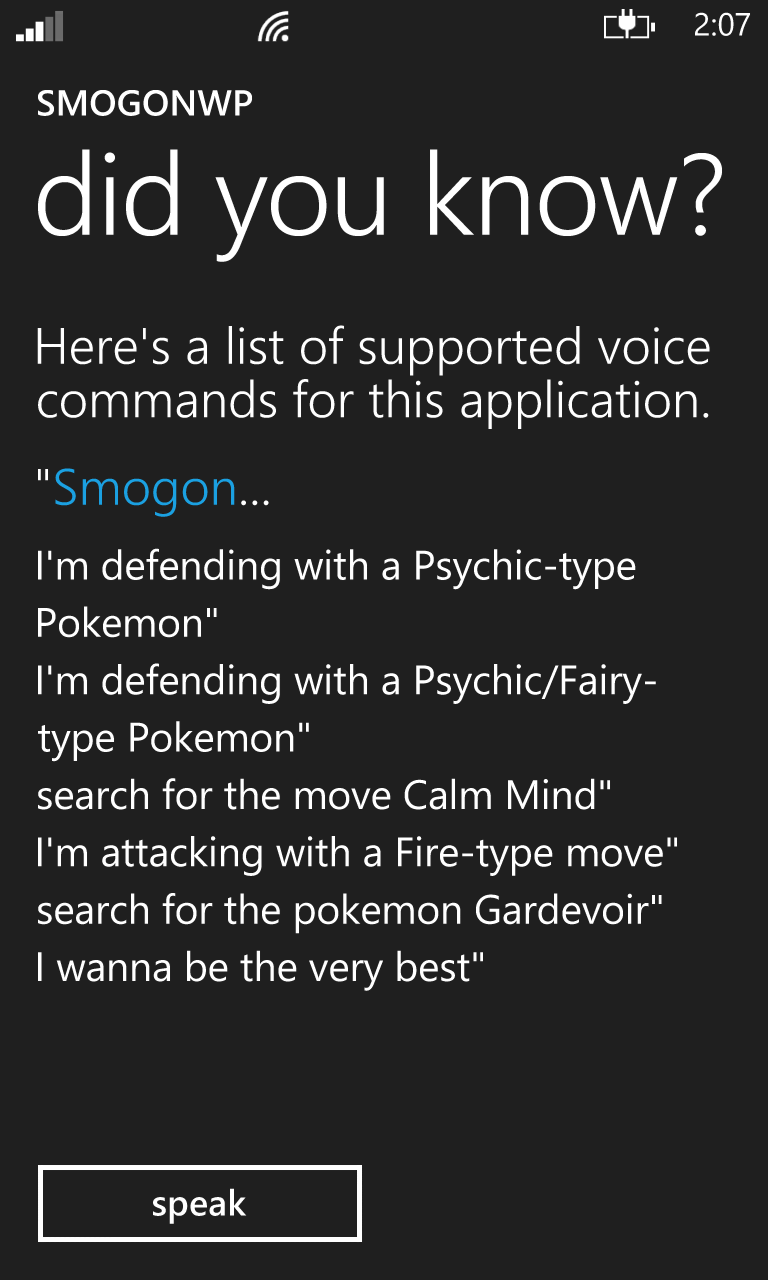 2:07
SMOGONWP
did you know?
Here's a list of supported voice
commands for this application.
"Smogon...
I'm defending with a Psychic-type
Pokemon"
I'm defending with a Psychic/Fairy-
type Pokemon"
search for the move Calm Mind"
I'm attacking with a Fire-type move"
search for the pokemon Gardevoir"
I wanna be the very best"
speak